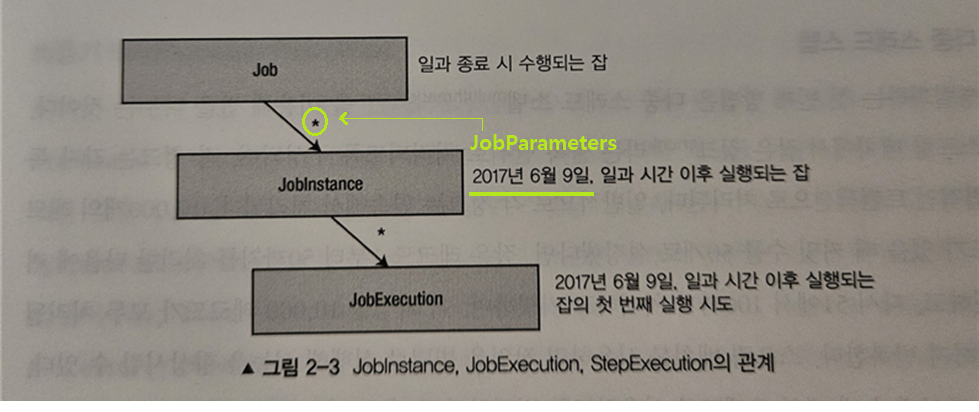 Job
일과 종료 시 수행되는 잡
*
JobParameters
JobInstance
2017년 6월 9일, 일과 시간 이후 실행되는 잡
*
JobExecution
2017년 6월 9일, 일과 시간 이후 실행되는
잡의 첫 번째 실행 시도
▲ 그림 2-3 JobInstance, JobExecution, StepExecution의 관계